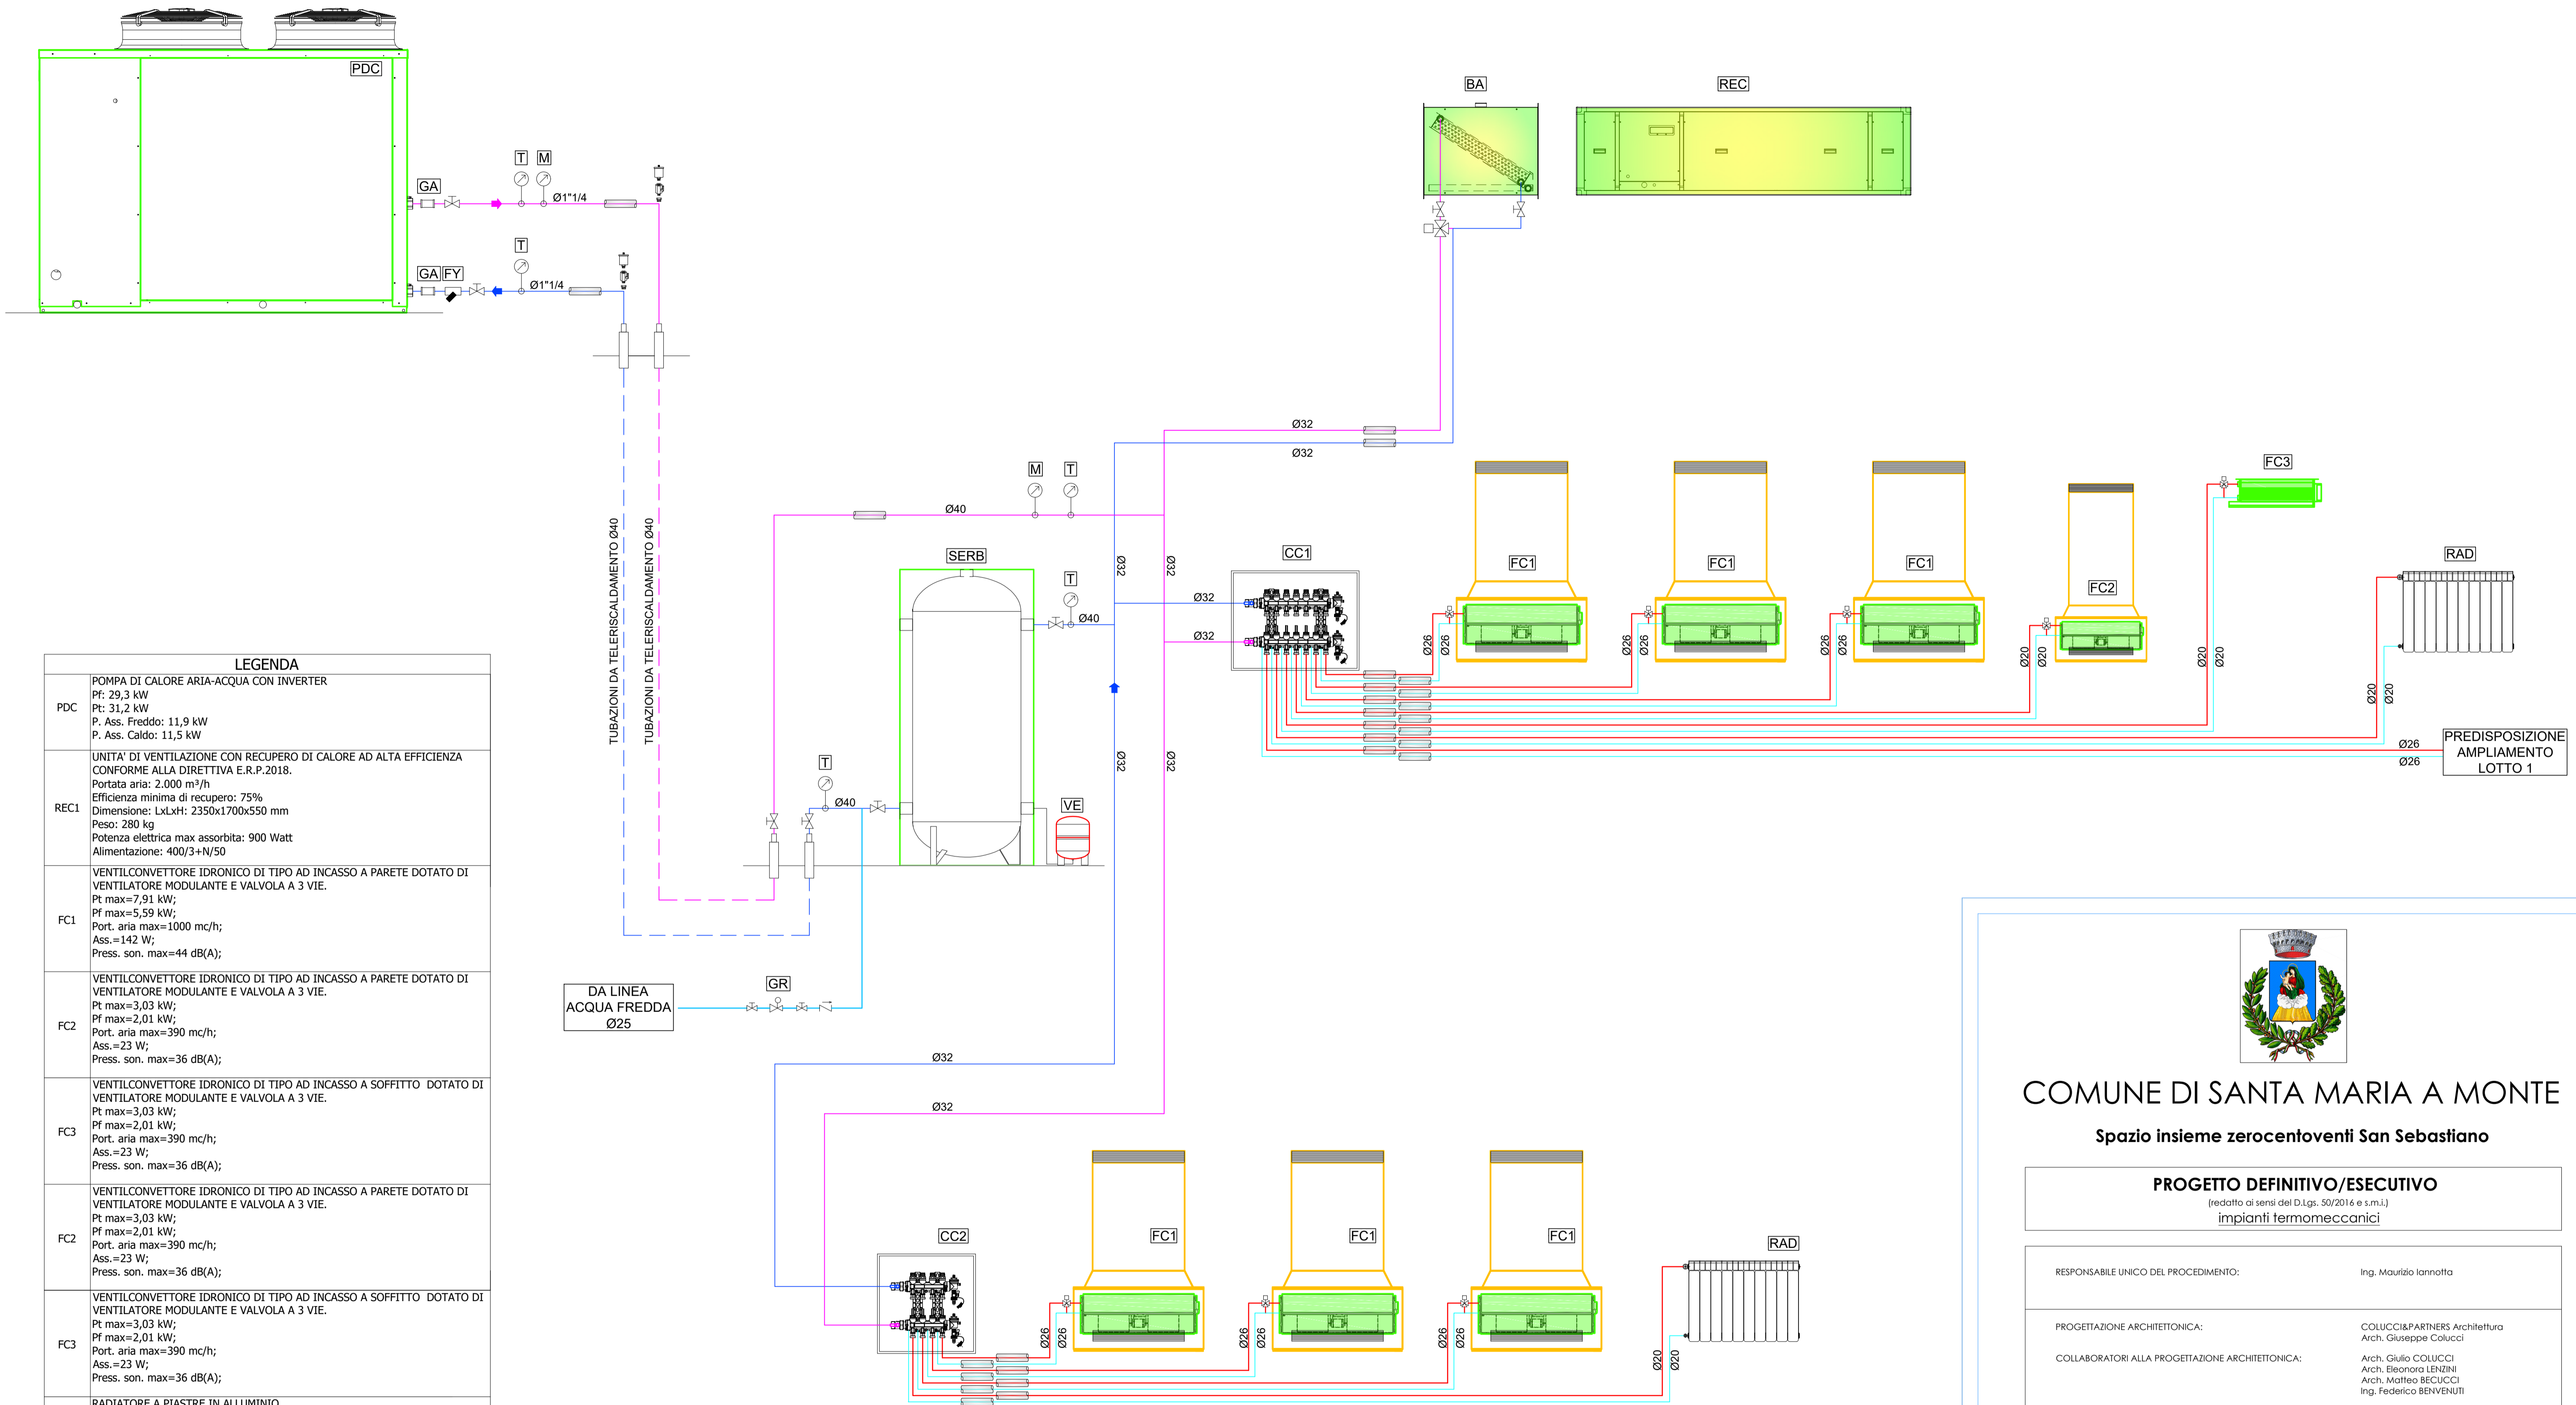 PDC
GA
T
M
Ø1"1/4
GA
FY
T
Ø1"1/4
BA
REC
TUBAZIONI DA TELERISCALDAMENTO Ø40
TUBAZIONI DA TELERISCALDAMENTO Ø40
Ø32
Ø32
M
T
Ø40
SERB
T
Ø40
Ø32
Ø32
Ø32
Ø32
CC1
Ø32
Ø32
FC1
Ø26
Ø26
FC1
Ø26
Ø26
FC1
Ø26
Ø26
FC2
Ø20
Ø20
FC3
Ø20
Ø20
RAD
Ø20
Ø20
Ø26
Ø26
PREDISPOSIZIONE
AMPLIAMENTO
LOTTO 1
T
Ø40
VE
DA LINEA
ACQUA FREDDA
Ø25
GR
Ø32
Ø32
CC2
FC1
Ø26
Ø26
FC1
Ø26
Ø26
FC1
Ø26
Ø26
RAD
Ø20
Ø20
LEGENDA
PDC
POMPA DI CALORE ARIA-ACQUA CON INVERTER
Pf: 29,3 kW
Pt: 31,2 kW
P. Ass. Freddo: 11,9 kW
P. Ass. Caldo: 11,5 kW
REC1
UNITA' DI VENTILAZIONE CON RECUPERO DI CALORE AD ALTA EFFICIENZA
CONFORME ALLA DIRETTIVA E.R.P.2018.
Portata aria: 2.000 m³/h
Efficienza minima di recupero: 75%
Dimensione: LxLxH: 2350x1700x550 mm
Peso: 280 kg
Potenza elettrica max assorbita: 900 Watt
Alimentazione: 400/3+N/50
FC1
VENTILCONVETTORE IDRONICO DI TIPO AD INCASSO A PARETE DOTATO DI
VENTILATORE MODULANTE E VALVOLA A 3 VIE.
Pt max=7,91 kW;
Pf max=5,59 kW;
Port. aria max=1000 mc/h;
Ass.=142 W;
Press. son. max=44 dB(A);
FC2
VENTILCONVETTORE IDRONICO DI TIPO AD INCASSO A PARETE DOTATO DI
VENTILATORE MODULANTE E VALVOLA A 3 VIE.
Pt max=3,03 kW;
Pf max=2,01 kW;
Port. aria max=390 mc/h;
Ass.=23 W;
Press. son. max=36 dB(A);
FC3
VENTILCONVETTORE IDRONICO DI TIPO AD INCASSO A SOFFITTO DOTATO DI
VENTILATORE MODULANTE E VALVOLA A 3 VIE.
Pt max=3,03 kW;
Pf max=2,01 kW;
Port. aria max=390 mc/h;
Ass.=23 W;
Press. son. max=36 dB(A);
FC2
VENTILCONVETTORE IDRONICO DI TIPO AD INCASSO A PARETE DOTATO DI
VENTILATORE MODULANTE E VALVOLA A 3 VIE.
Pt max=3,03 kW;
Pf max=2,01 kW;
Port. aria max=390 mc/h;
Ass.=23 W;
Press. son. max=36 dB(A);
FC3
VENTILCONVETTORE IDRONICO DI TIPO AD INCASSO A SOFFITTO DOTATO DI
VENTILATORE MODULANTE E VALVOLA A 3 VIE.
Pt max=3,03 kW;
Pf max=2,01 kW;
Port. aria max=390 mc/h;
Ass.=23 W;
Press. son. max=36 dB(A);
RADIATORE A PIASTRE IN ALLUMINIO
COMUNE DI SANTA MARIA A MONTE
Spazio insieme zerocentoventi San Sebastiano
PROGETTO DEFINITIVO/ESECUTIVO
(redatto ai sensi del D.Lgs. 50/2016 e s.m.i.)
impianti termomeccanici
RESPONSABILE UNICO DEL PROCEDIMENTO: Ing. Maurizio Iannotta
PROGETTAZIONE ARCHITETTONICA: COLUCCI&PARTNERS Architettura
Arch. Giuseppe Colucci
COLLABORATORI ALLA PROGETTAZIONE ARCHITETTONICA: Arch. Giulio COLUCCI
Arch. Eleonora LENZINI
Arch. Matteo BECUCCI
Ing. Federico BENVENUTI